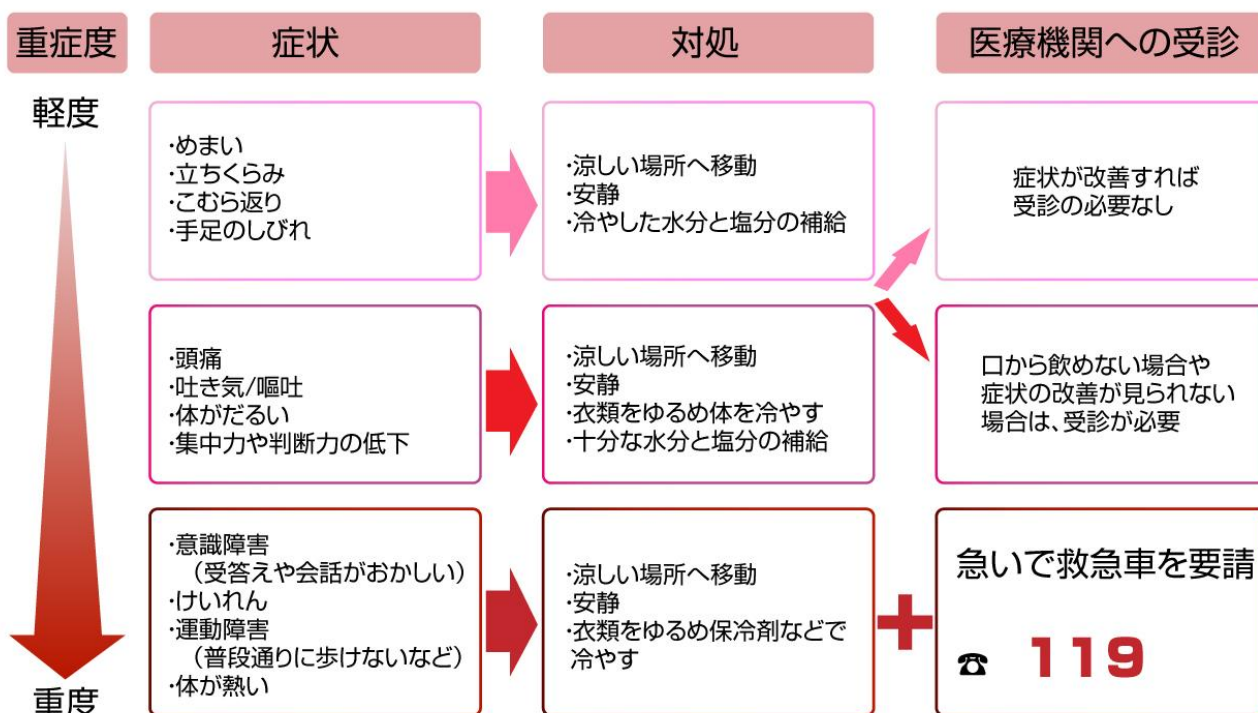 重症度
症状
対処
医療機関への受診
軽度
・めまい
・立ちくらみ
・こむら返り
・手足のしびれ
・涼しい場所へ移動
・安静
・冷やした水分と塩分の補給
症状が改善すれば
受診の必要なし
・頭痛
・吐き気/嘔吐
・体がだるい
・集中力や判断力の低下
・涼しい場所へ移動
・安静
・衣類をゆるめ体を冷やす
・十分な水分と塩分の補給
口から飲めない場合や
症状の改善が見られない
場合は、受診が必要
・意識障害
（受答えや会話がおかしい）
・けいれん
・運動障害
（普段通りに歩けないなど）
・体が熱い
・涼しい場所へ移動
・安静
・衣類をゆるめ保冷剤などで
冷やす
急いで救急車を要請
☎ 119
重度